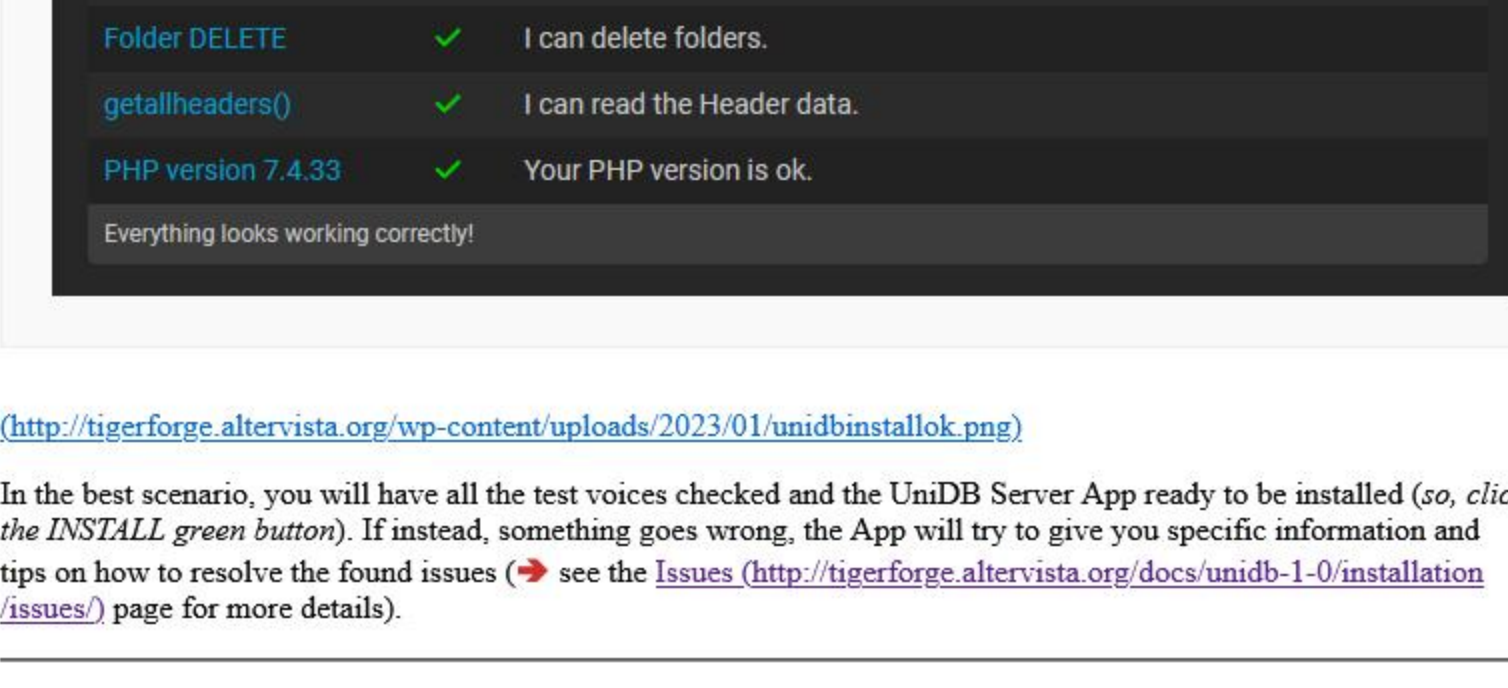 Folder DELETE I can delete folders.
getallheaders() I can read the Header data.
PHP version 7.4.33 Your PHP version is ok.
Everything looks working correctly!
(http://tigerforge.altervista.org/wp-content/uploads/2023/01/unidbinstallok.png)
In the best scenario, you will have all the test voices checked and the UniDB Server App ready to be installed (so,
the INSTALL green button). If instead, something goes wrong, the App will try to give you specific information and
tips on how to resolve the found issues ( see the Issues (http://tigerforge.altervista.org/docs/unidb-1-0/installation
/issues/) page for more details).